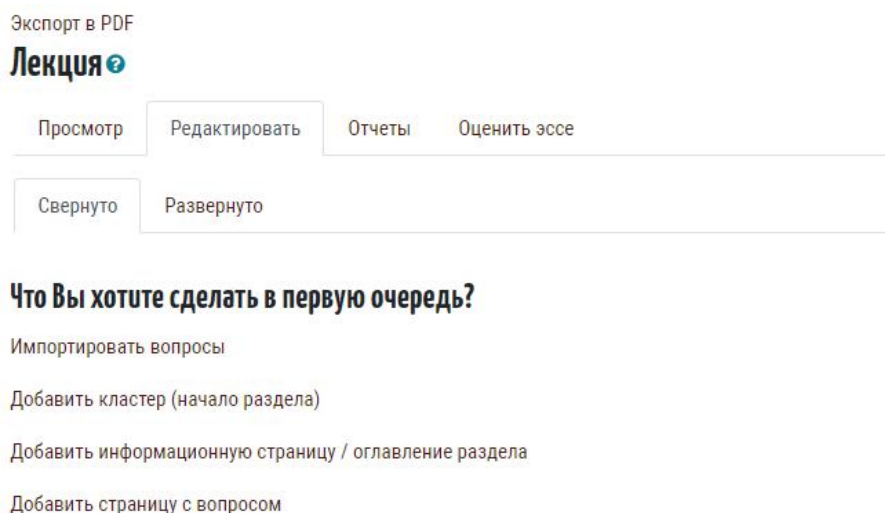 Экспорт в PDF
Лекция
Просмотр Редактировать Отчеты Оценить эссе
Свернуто Развернуто
Что Вы хотите сделать в первую очередь?
Импортировать вопросы
Добавить кластер (начало раздела)
Добавить информационную страницу / оглавление раздела
Добавить страницу с вопросом